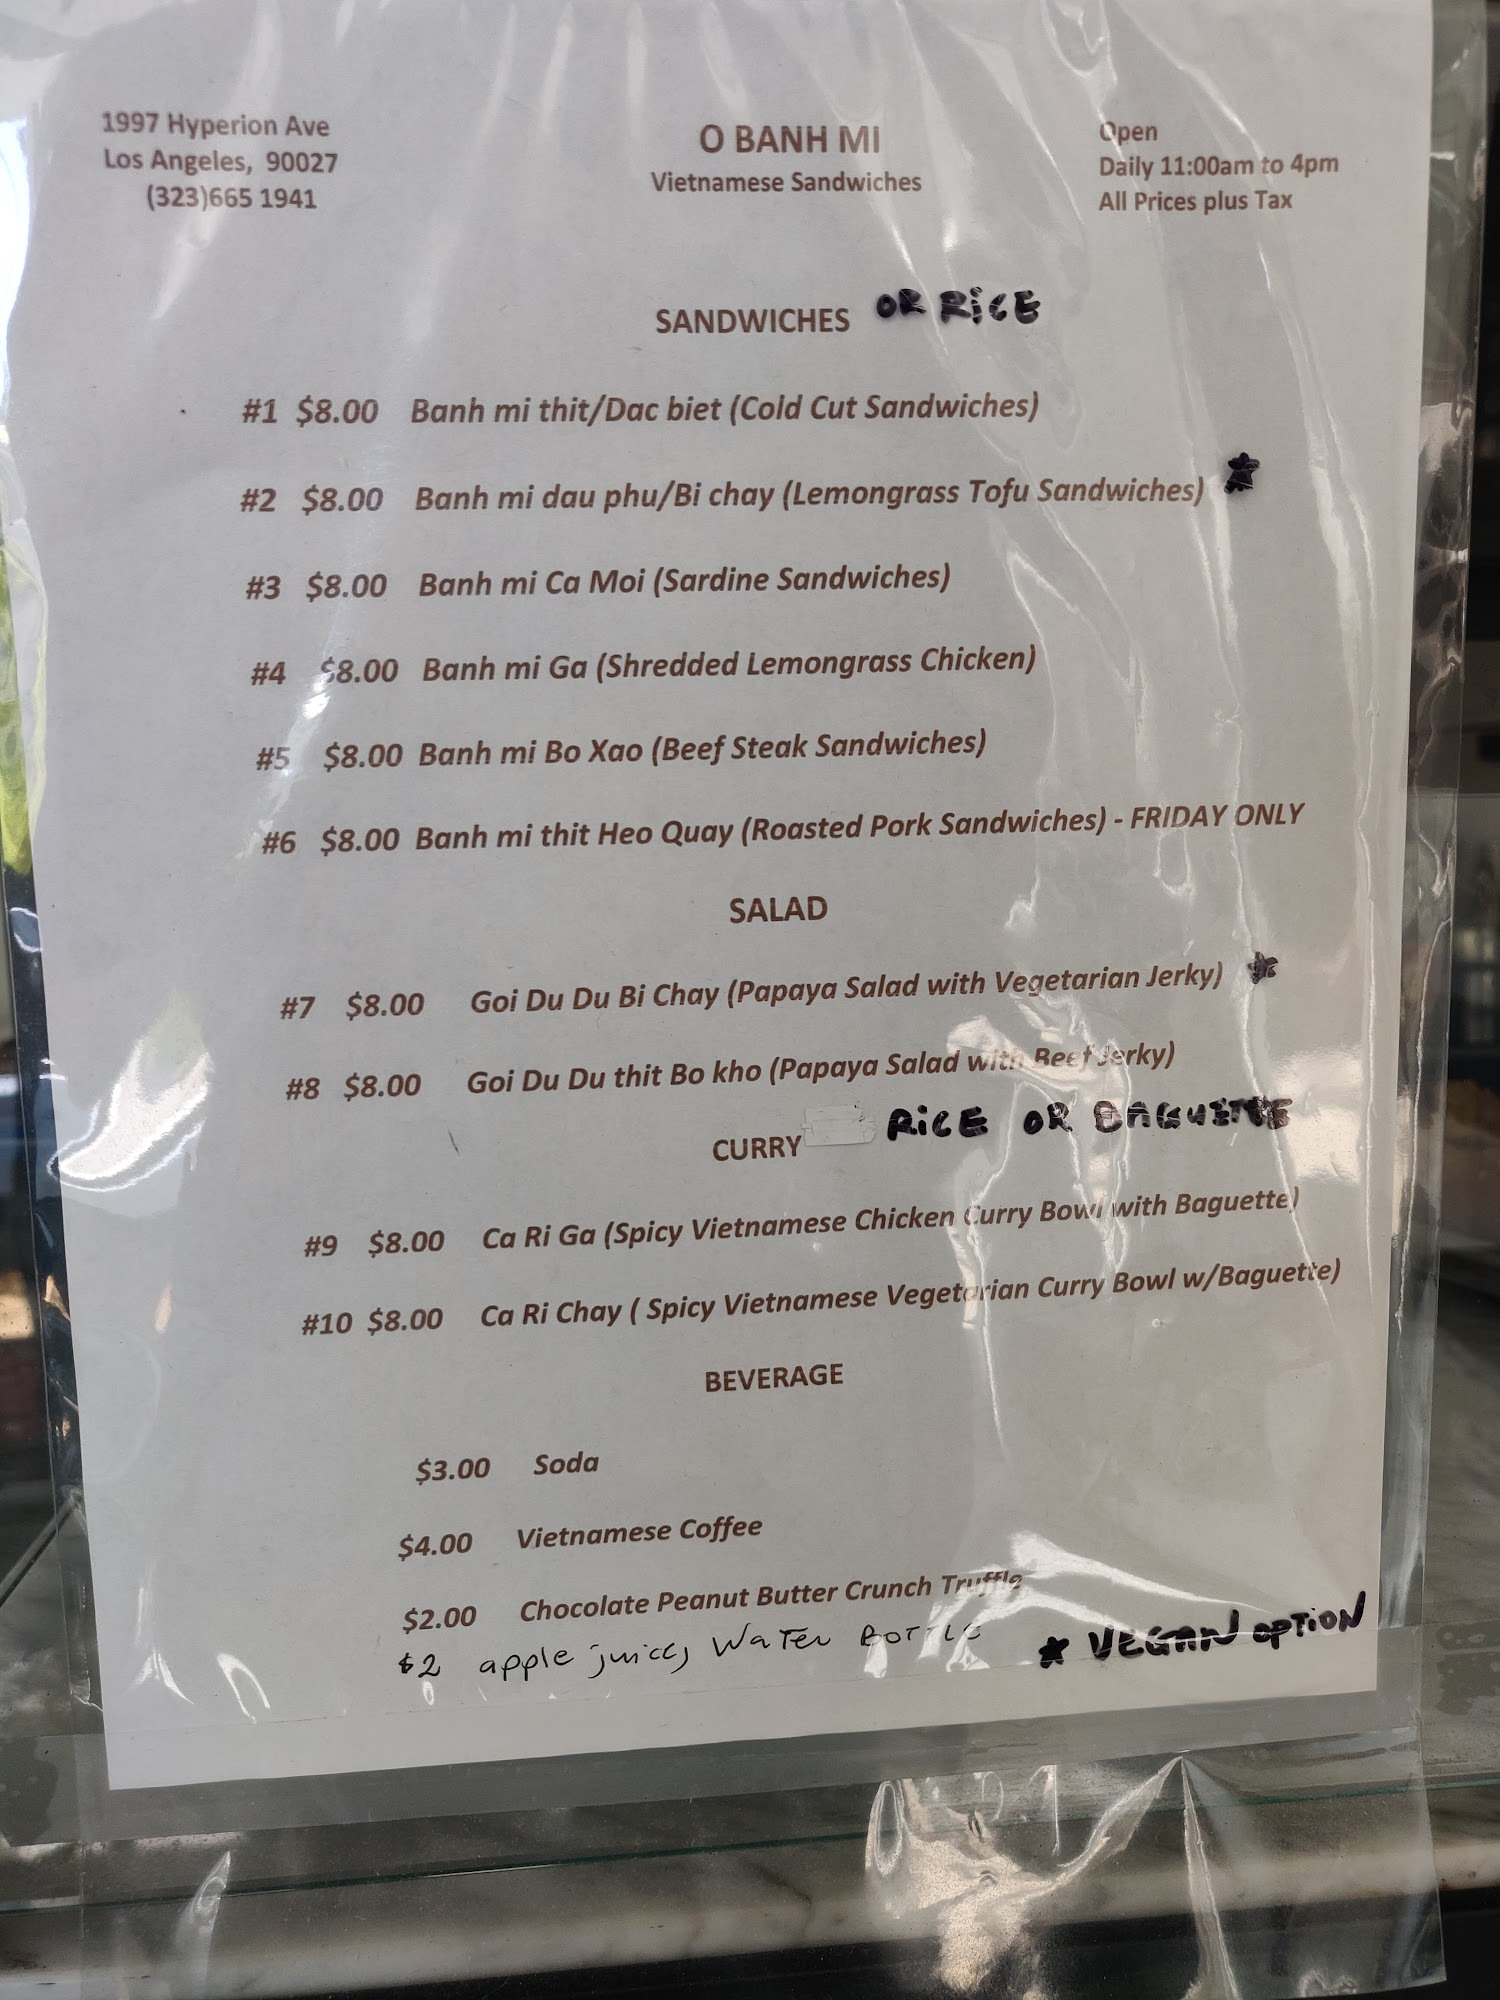 1997 Hyperion Ave
Los Angeles, 90027
(323)665 1941
O BANH MI
Vietnamese Sandwiches
Open
Daily 11:00am to 4pm
All Prices plus Tax
SANDWICHES OR RiCE
#1 $8.00 Banh mi thit/Dac biet (Cold Cut Sandwiches)
#2 $8.00 Banh mi dau phu/Bi chay (Lemongrass Tofu Sandwiches) ★
#3 $8.00 Banh mi Ca Moi (Sardine Sandwiches)
#4 $8.00 Banh mi Ga (Shredded Lemongrass Chicken)
#5 $8.00 Banh mi Bo Xao (Beef Steak Sandwiches)
#6 $8.00 Banh mi thit Heo Quay (Roasted Pork Sandwiches) - FRIDAY ONLY
SALAD
#7 $8.00 Goi Du Du Bi Chay (Papaya Salad with Vegetarian Jerky) ★
#8 $8.00 Goi Du Du thit Bo kho (Papaya Salad with Beef Jerky)
CURRY RiCE OR BAGUETTE
#9 $8.00 Ca Ri Ga (Spicy Vietnamese Chicken Curry Bowl with Baguette)
#10 $8.00 Ca Ri Chay ( Spicy Vietnamese Vegetarian Curry Bowl w/Baguette)
BEVERAGE
$3.00 Soda
$4.00 Vietnamese Coffee
$2.00 Chocolate Peanut Butter Crunch Truffle
$2 apple juice, WaTer BOTTLE
★ VEGAN OPTION